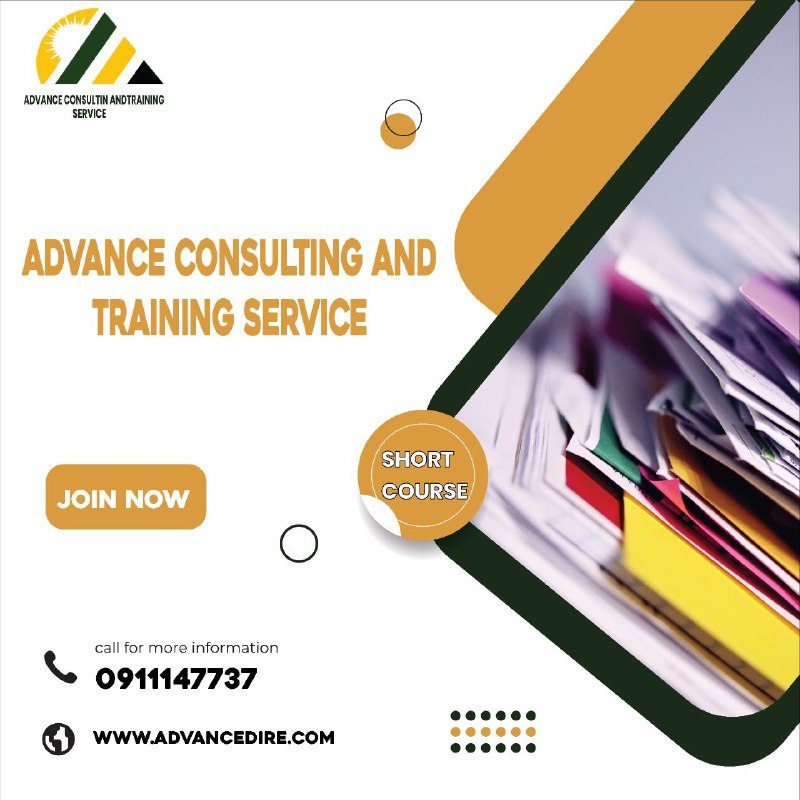 ADVANCE CONSULTIN ANDTRAINING
SERVICE
ADVANCE CONSULTING AND
TRAINING SERVICE
SHORT
COURSE
JOIN NOW
call for more information
0911147737
WWW.ADVANCEDIRE.COM